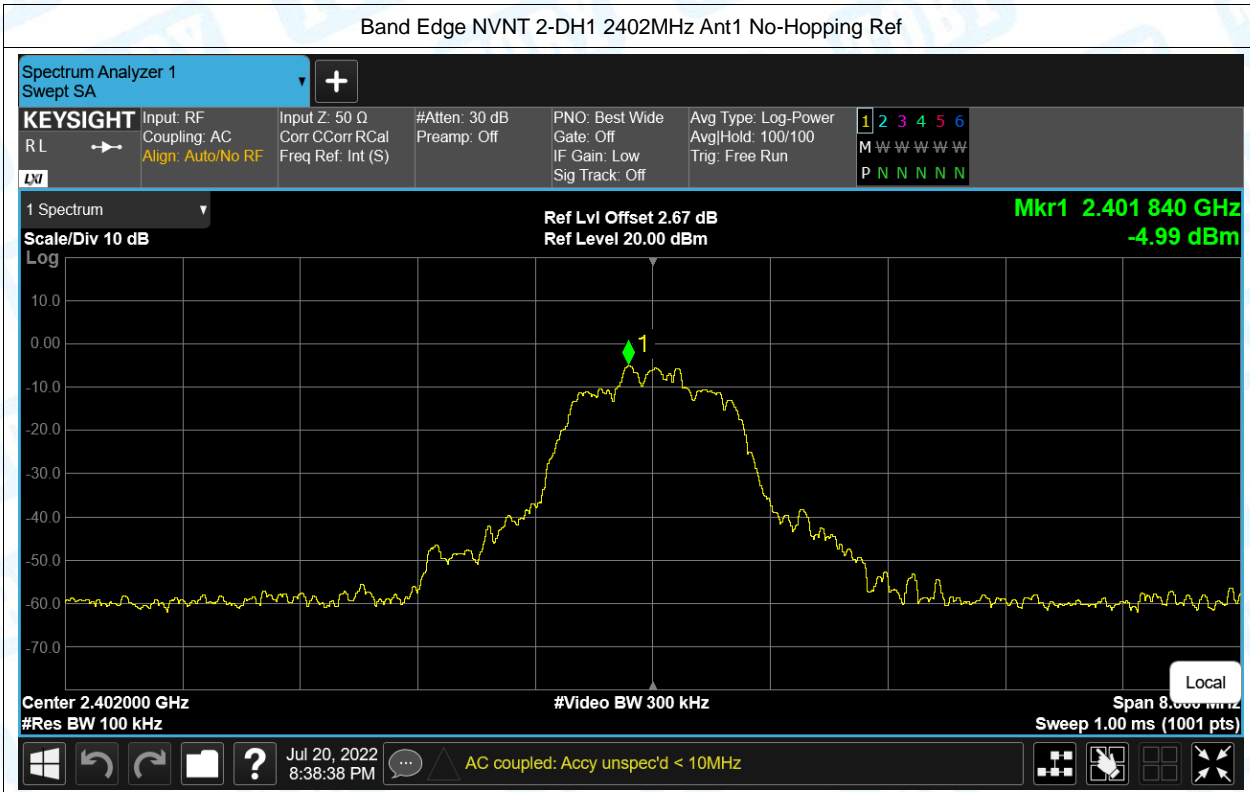 Band Edge NVNT 2-DH1 2402MHz Ant1 No-Hopping Ref
Spectrum Analyzer 1
Swept SA
KEYSIGHT
R L
LXI
Input: RF
Coupling: AC
Align: Auto/No RF
Input Z: 50 Ω
Corr CCorr RCal
Freq Ref: Int (S)
#Atten: 30 dB
Preamp: Off
PNO: Best Wide
Gate: Off
IF Gain: Low
Sig Track: Off
Avg Type: Log-Power
Avg|Hold: 100/100
Trig: Free Run
1 2 3 4 5 6
M W W W W W W
P N N N N N
1 Spectrum
Scale/Div 10 dB
Ref Lvl Offset 2.67 dB
Ref Level 20.00 dBm
Mkr1 2.401 840 GHz
-4.99 dBm
Log
10.0
0.00
-10.0
-20.0
-30.0
-40.0
-50.0
-60.0
-70.0
1
Local
Center 2.402000 GHz
#Video BW 300 kHz
Span 8.000 MHz
#Res BW 100 kHz
Sweep 1.00 ms (1001 pts)
?
Jul 20, 2022
8:38:38 PM
AC coupled: Accy unspec'd < 10MHz